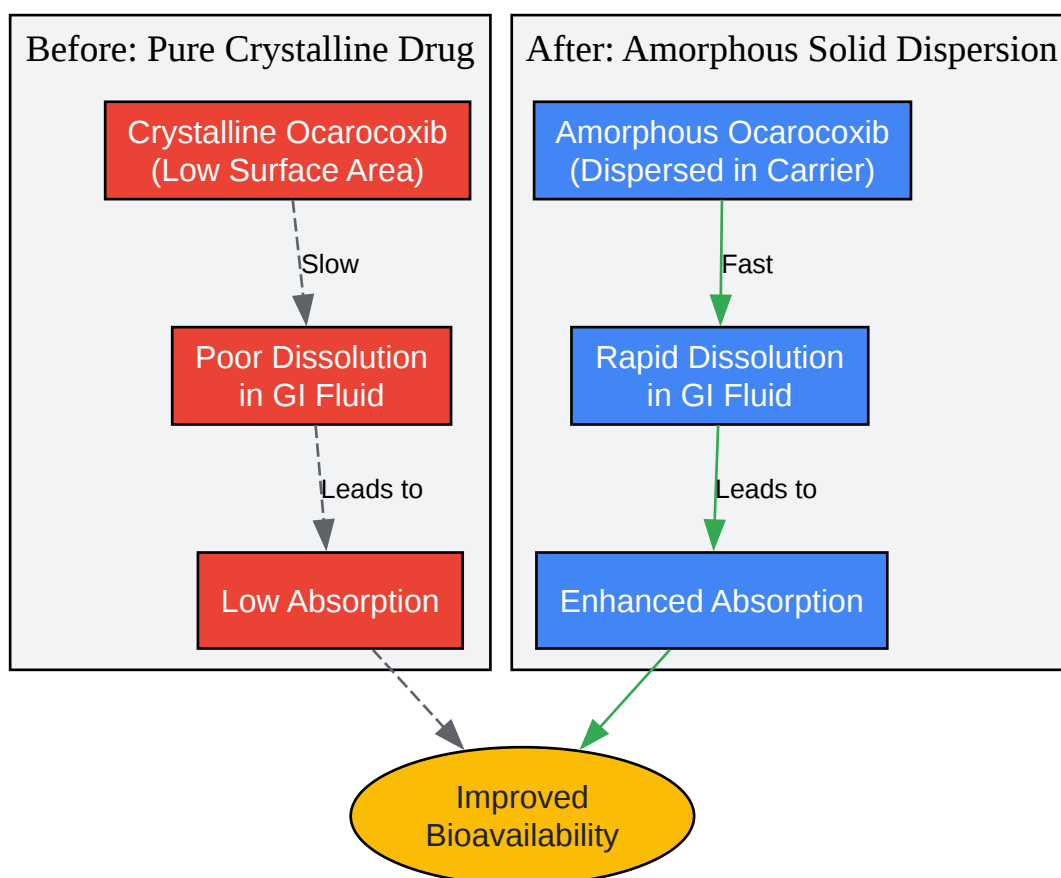 Before: Pure Crystalline Drug
Crystalline Ocarocoxib
(Low Surface Area)
Slow
Poor Dissolution
in GI Fluid
Leads to
Low Absorption
After: Amorphous Solid Dispersion
Amorphous Ocarocoxib
(Dispersed in Carrier)
Fast
Rapid Dissolution
in GI Fluid
Leads to
Enhanced Absorption
Improved
Bioavailability